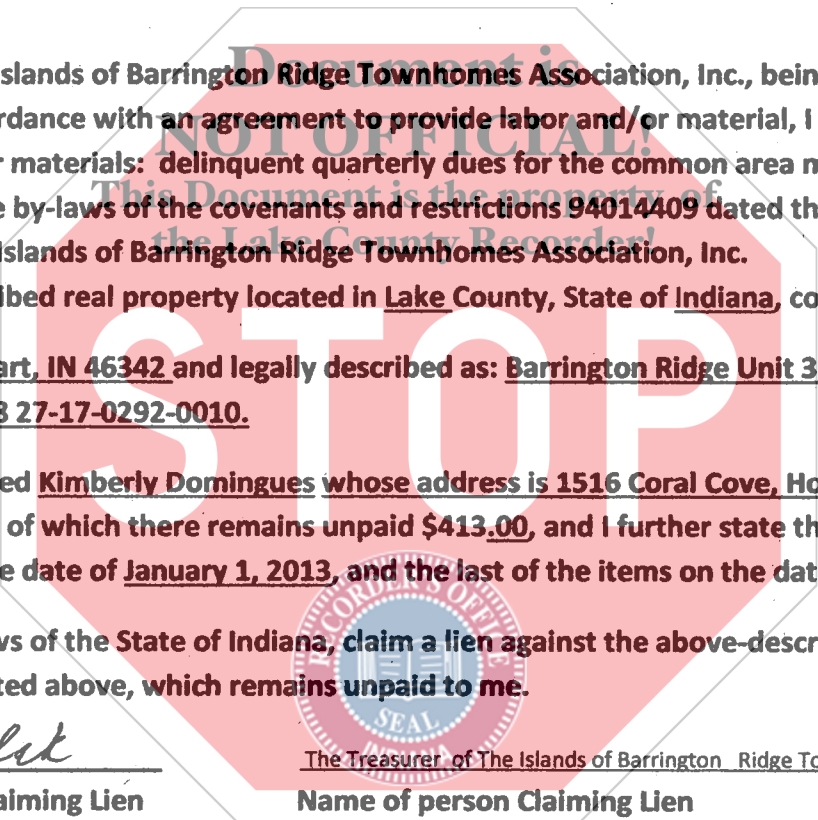 Document is
slands of Barrington Ridge Townhomes Association, Inc., bein
rdance with an agreement to provide labor and/or material, I
NOT OFFICIAL!
r materials: delinquent quarterly dues for the common area m
This Document is the property of
e by-laws of the covenants and restrictions 94014409 dated th
the Lake County Recorder!
Islands of Barrington Ridge Townhomes Association, Inc.
ibed real property located in Lake County, State of Indiana, co
art, IN 46342 and legally described as: Barrington Ridge Unit 3
3 27-17-0292-0010.
STOP
ed Kimberly Domingues whose address is 1516 Coral Cove, Ho
of which there remains unpaid $413.00, and I further state th
e date of January 1, 2013, and the last of the items on the dat
RECORDER'S OFFICE
ws of the State of Indiana, claim a lien against the above-descr
ted above, which remains unpaid to me.
SEAL
INDIANA
The Treasurer of The Islands of Barrington Ridge To
aiming Lien
Name of person Claiming Lien